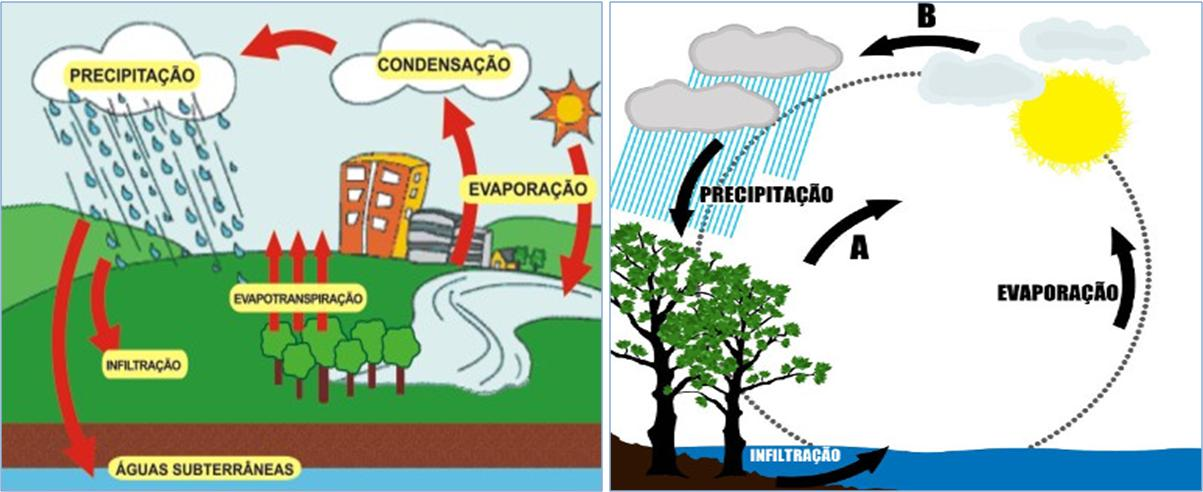 PRECIPITAÇÃO
CONDENSAÇÃO
EVAPORAÇÃO
EVAPOTRANSPIRAÇÃO
INFILTRAÇÃO
ÁGUAS SUBTERRÂNEAS
B
PRECIPITAÇÃO
A
EVAPORAÇÃO
INFILTRAÇÃO